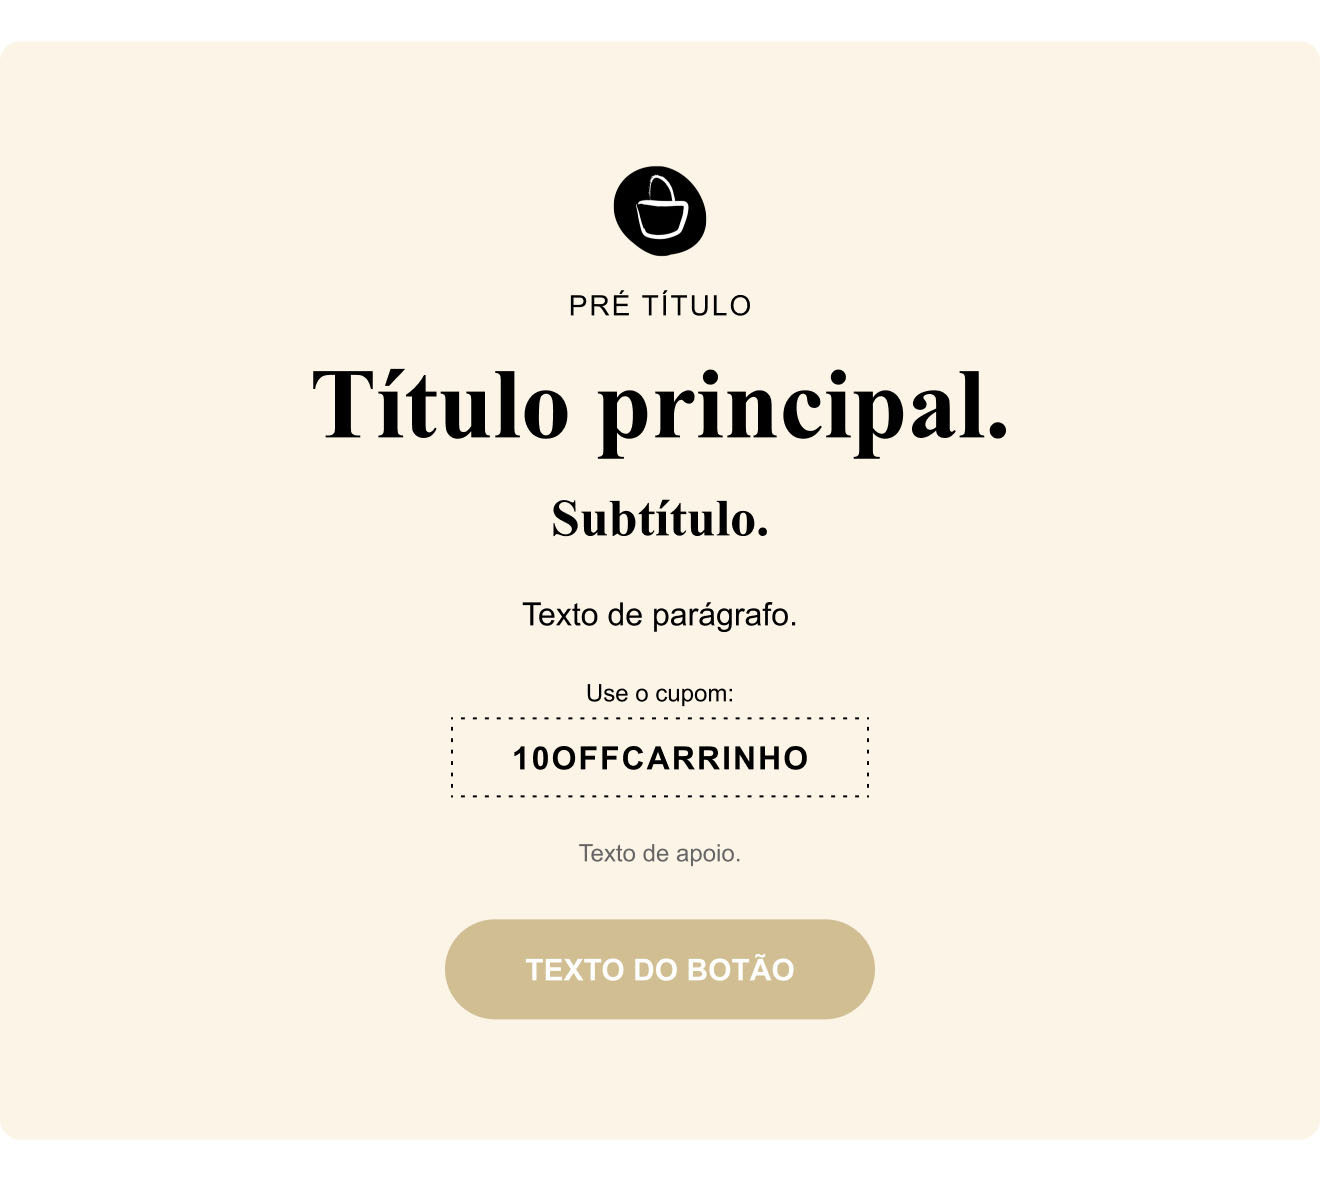 PRÉ TÍTULO
Título principal.
Subtítulo.
Texto de parágrafo.
Use o cupom:
10OFFCARRINHO
Texto de apoio.
TEXTO DO BOTÃO